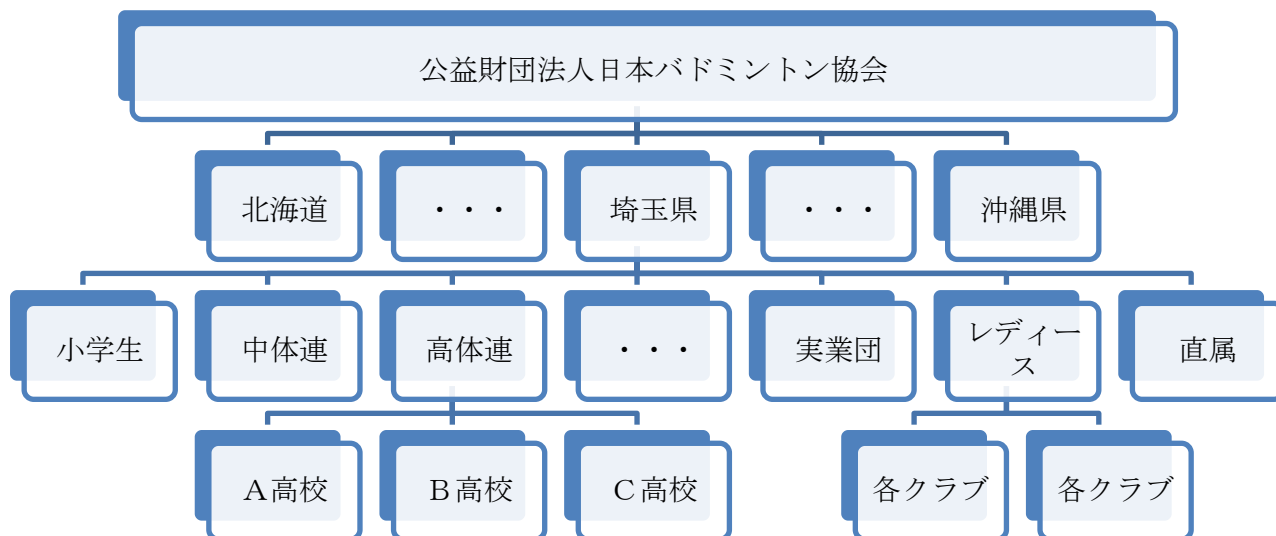 公益財団法人日本バドミントン協会
北海道
・・・
埼玉県
・・・
沖縄県
小学生
中体連
高体連
・・・
実業団
レディー
ス
直属
Ａ高校
Ｂ高校
Ｃ高校
各クラブ
各クラブ